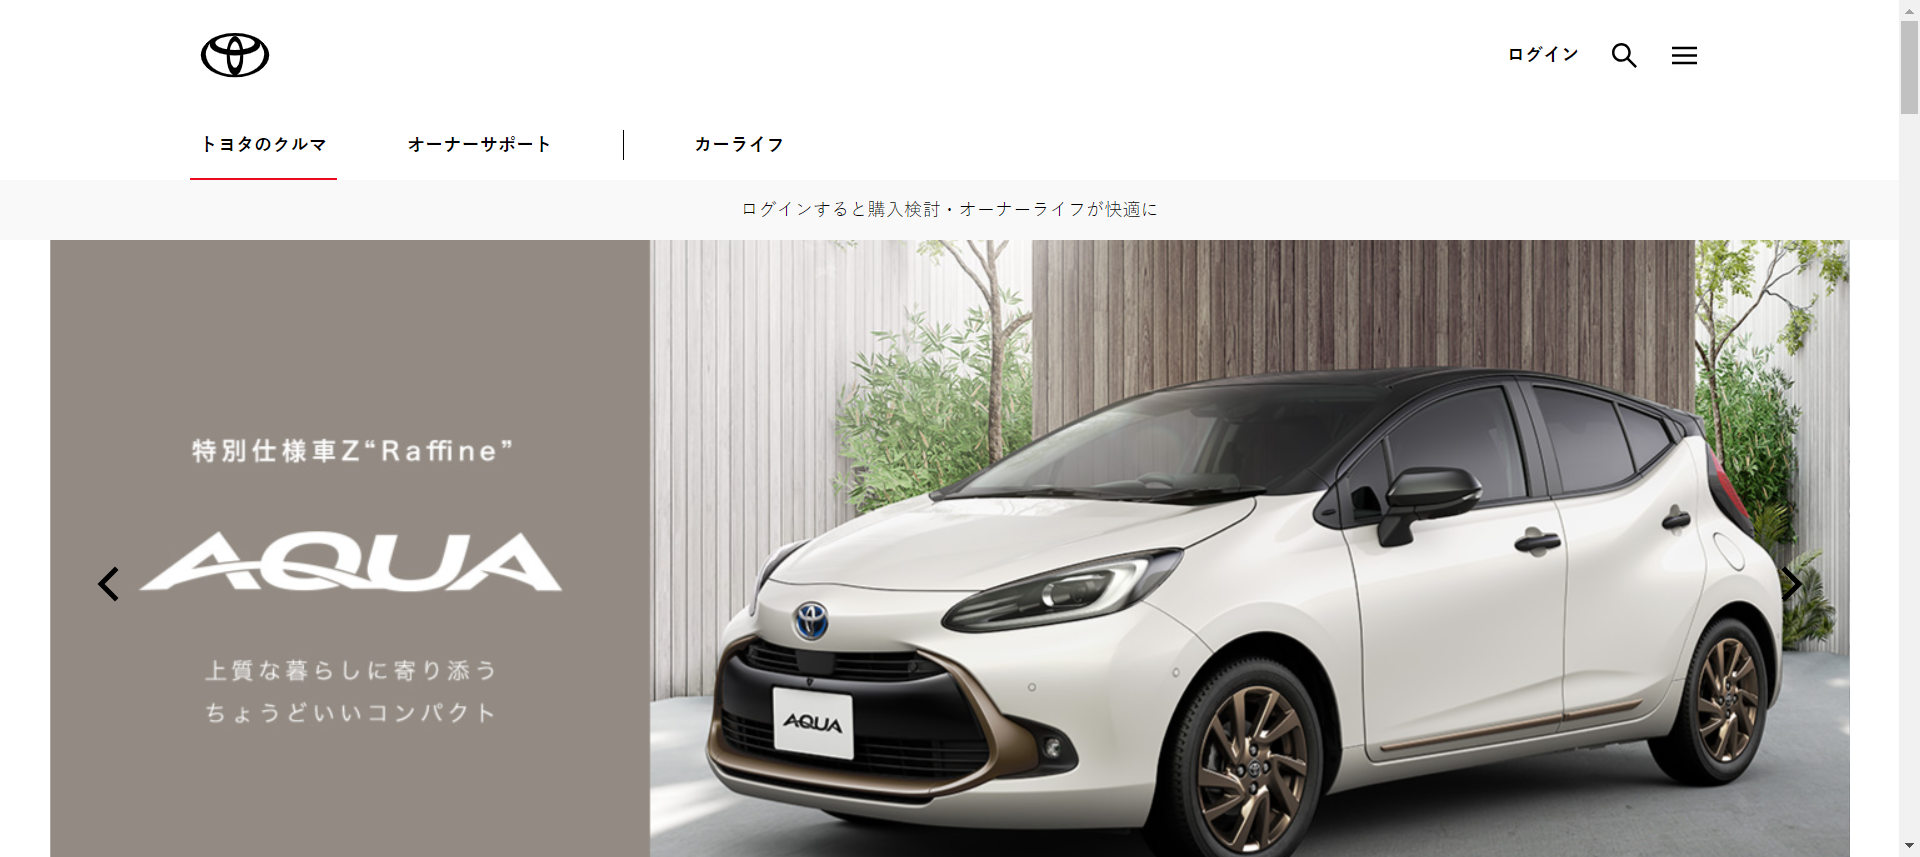 ログイン
トヨタのクルマ
オーナーサポート
カーライフ
ログインすると購入検討・オーナーライフが快適に
特別仕様車Z“Raffine”
AQUA
上質な暮らしに寄り添う
ちょうどいいコンパクト
AQUA